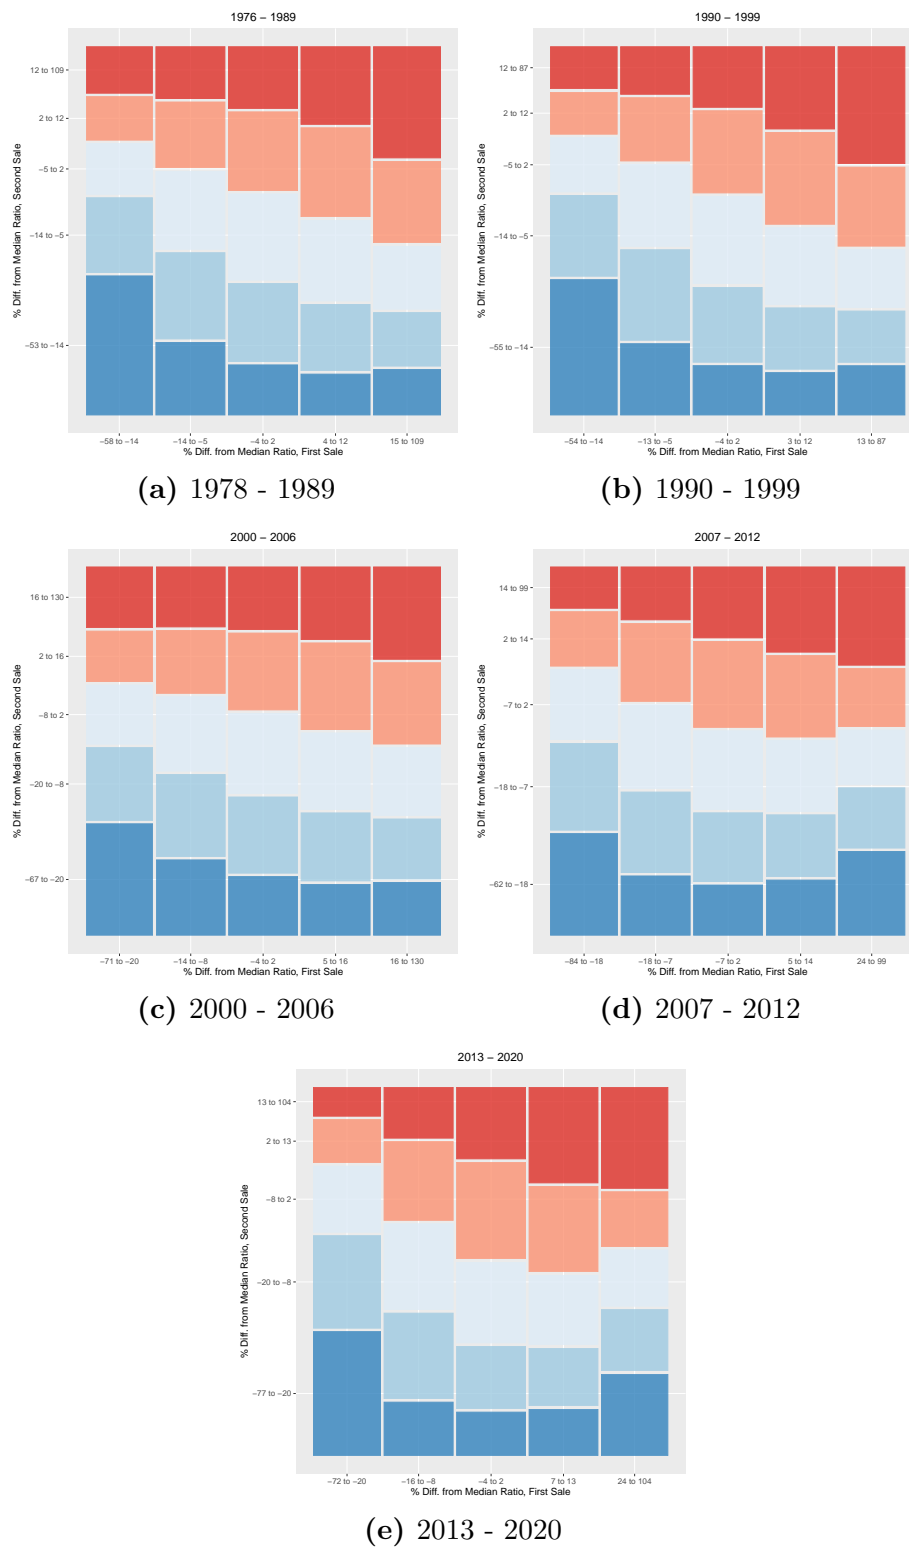 1976 – 1989
% Diff. from Median Ratio, Second Sale
12 to 109
2 to 12
−5 to 2
−14 to −5
−53 to −14
−58 to −14 −14 to −5 −4 to 2 4 to 12 15 to 109
% Diff. from Median Ratio, First Sale
(a) 1978 - 1989
1990 – 1999
% Diff. from Median Ratio, Second Sale
12 to 87
2 to 12
−5 to 2
−14 to −5
−55 to −14
−54 to −14 −13 to −5 −4 to 2 3 to 12 13 to 87
% Diff. from Median Ratio, First Sale
(b) 1990 - 1999
2000 – 2006
% Diff. from Median Ratio, Second Sale
16 to 130
2 to 16
−8 to 2
−20 to −8
−67 to −20
−71 to −20 −14 to −8 −4 to 2 5 to 16 16 to 130
% Diff. from Median Ratio, First Sale
(c) 2000 - 2006
2007 – 2012
% Diff. from Median Ratio, Second Sale
14 to 99
2 to 14
−7 to 2
−18 to −7
−62 to −18
−84 to −18 −18 to −7 −7 to 2 5 to 14 24 to 99
% Diff. from Median Ratio, First Sale
(d) 2007 - 2012
2013 – 2020
% Diff. from Median Ratio, Second Sale
13 to 104
2 to 13
−8 to 2
−20 to −8
−77 to −20
−72 to −20 −16 to −8 −4 to 2 7 to 13 24 to 104
% Diff. from Median Ratio, First Sale
(e) 2013 - 2020